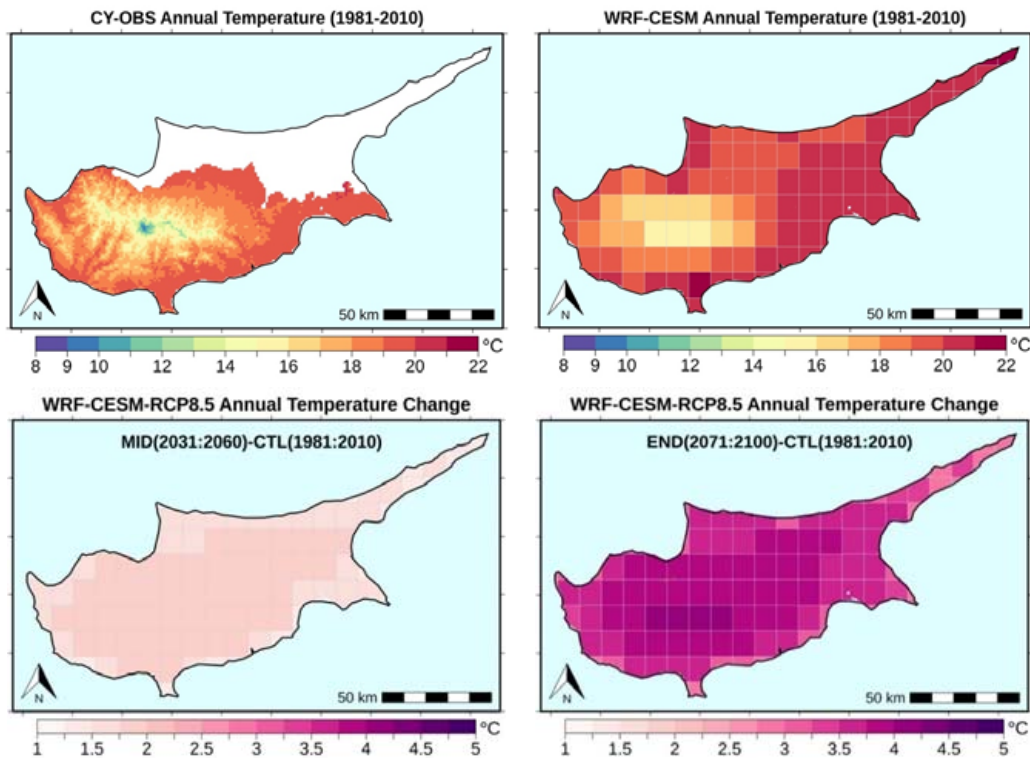 CY-OBS Annual Temperature (1981-2010)
WRF-CESM Annual Temperature (1981-2010)
N
50 km
N
50 km
8 9 10 12 14 16 18 20 22 °C
8 9 10 12 14 16 18 20 22 °C
WRF-CESM-RCP8.5 Annual Temperature Change
WRF-CESM-RCP8.5 Annual Temperature Change
MID(2031:2060)-CTL(1981:2010)
END(2071:2100)-CTL(1981:2010)
N
50 km
N
50 km
1 1.5 2 2.5 3 3.5 4 4.5 5 °C
1 1.5 2 2.5 3 3.5 4 4.5 5 °C